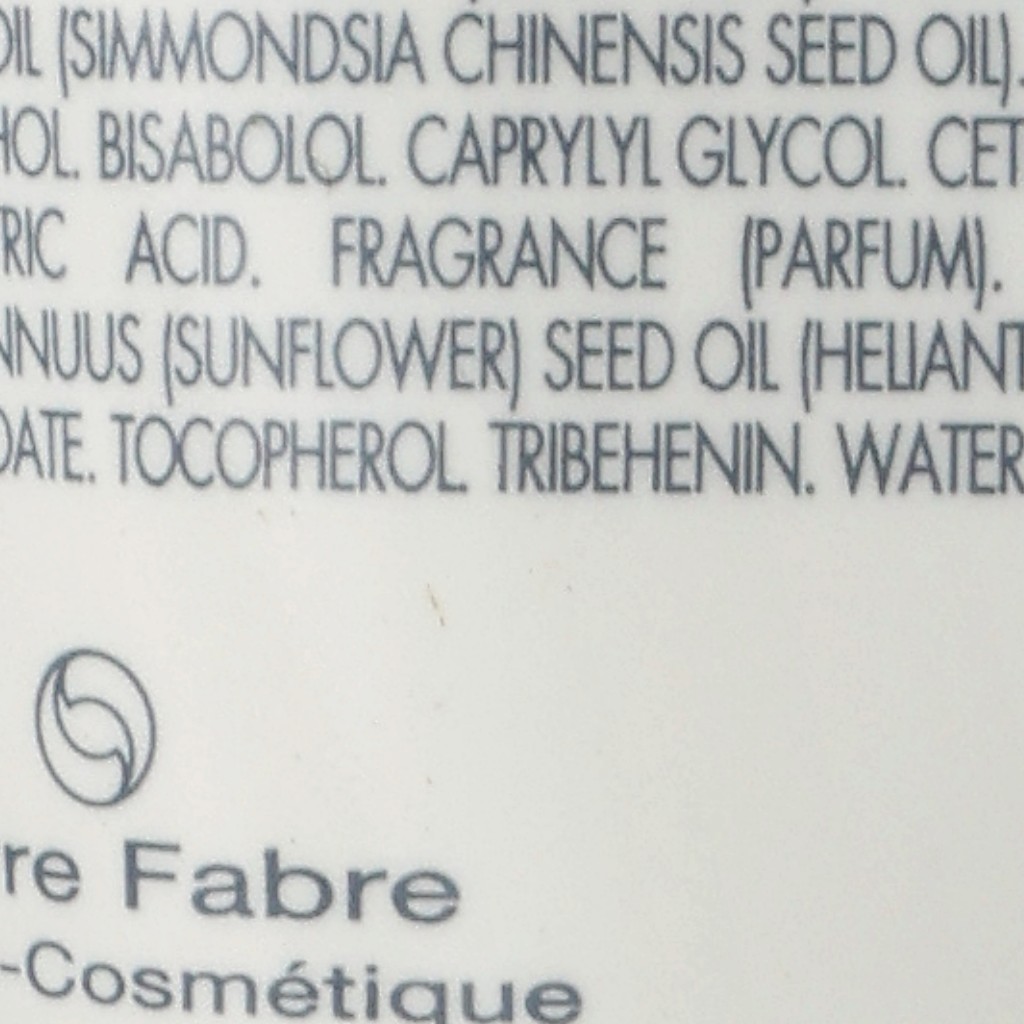 OIL (SIMMONDSIA CHINENSIS SEED OIL).
HOL. BISABOLOL. CAPRYLYL GLYCOL. CET
RIC ACID. FRAGRANCE (PARFUM).
NNUUS (SUNFLOWER) SEED OIL (HELIANT
DATE. TOCOPHEROL. TRIBEHENIN. WATER
re Fabre
-Cosmétique